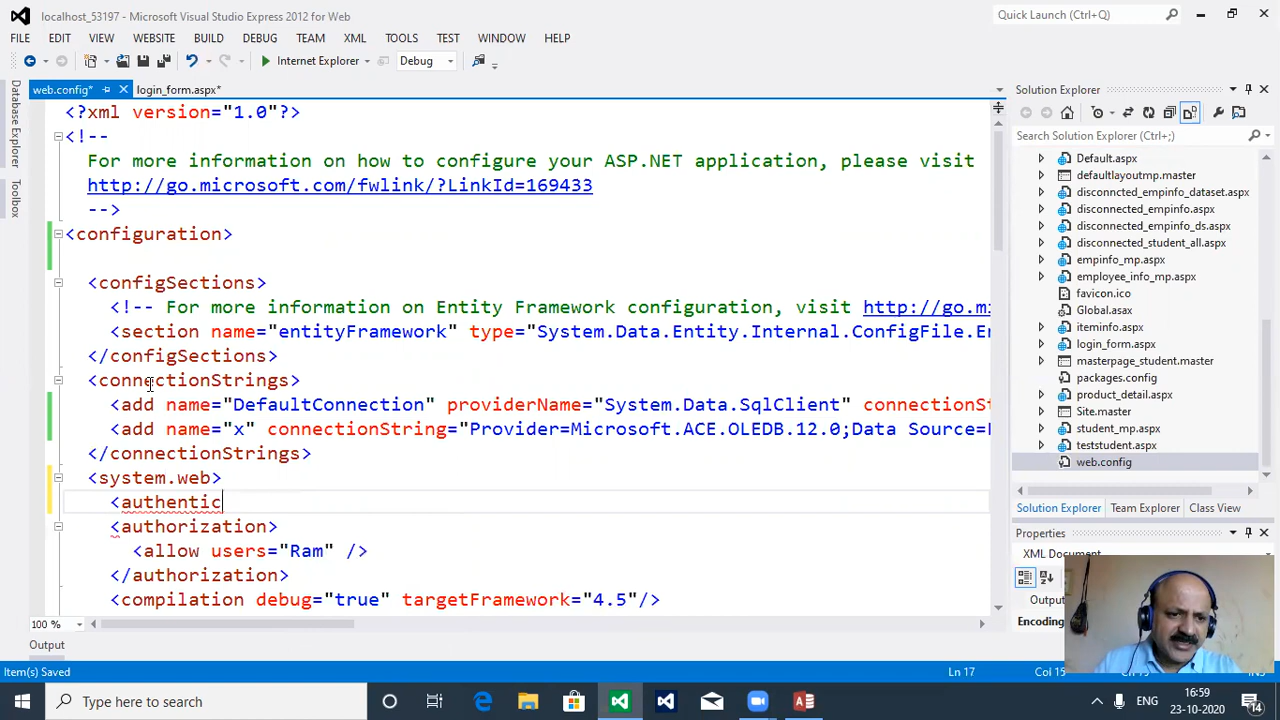 localhost_53197 - Microsoft Visual Studio Express 2012 for Web
Quick Launch (Ctrl+Q)
FILE EDIT VIEW WEBSITE BUILD DEBUG TEAM XML TOOLS TEST WINDOW HELP
Internet Explorer Debug
web.config* login_form.aspx*
Database Explorer
Toolbox
<?xml version="1.0"?>
<!--
For more information on how to configure your ASP.NET application, please visit
http://go.microsoft.com/fwlink/?LinkId=169433
-->
<configuration>
<configSections>
<!-- For more information on Entity Framework configuration, visit http://go.mi
<section name="entityFramework" type="System.Data.Entity.Internal.ConfigFile.En
</configSections>
<connectionStrings>
<add name="DefaultConnection" providerName="System.Data.SqlClient" connectionSt
<add name="x" connectionString="Provider=Microsoft.ACE.OLEDB.12.0;Data Source=
</connectionStrings>
<system.web>
<authentic
<authorization>
<allow users="Ram" />
</authorization>
<compilation debug="true" targetFramework="4.5"/>
100 %
Output
Item(s) Saved
Ln 17
Col 15
Solution Explorer
Search Solution Explorer (Ctrl+;)
Default.aspx
defaultlayoutmp.master
disconncted_empinfo_dataset.aspx
disconnected_empinfo.aspx
disconnected_empinfo_ds.aspx
disconnected_student_all.aspx
empinfo_mp.aspx
employee_info_mp.aspx
favicon.ico
Global.asax
iteminfo.aspx
login_form.aspx
masterpage_student.master
packages.config
product_detail.aspx
Site.master
student_mp.aspx
teststudent.aspx
web.config
Solution Explorer Team Explorer Class View
Properties
XML Document
Output
Encoding
Type here to search
ENG
16:59
23-10-2020
14